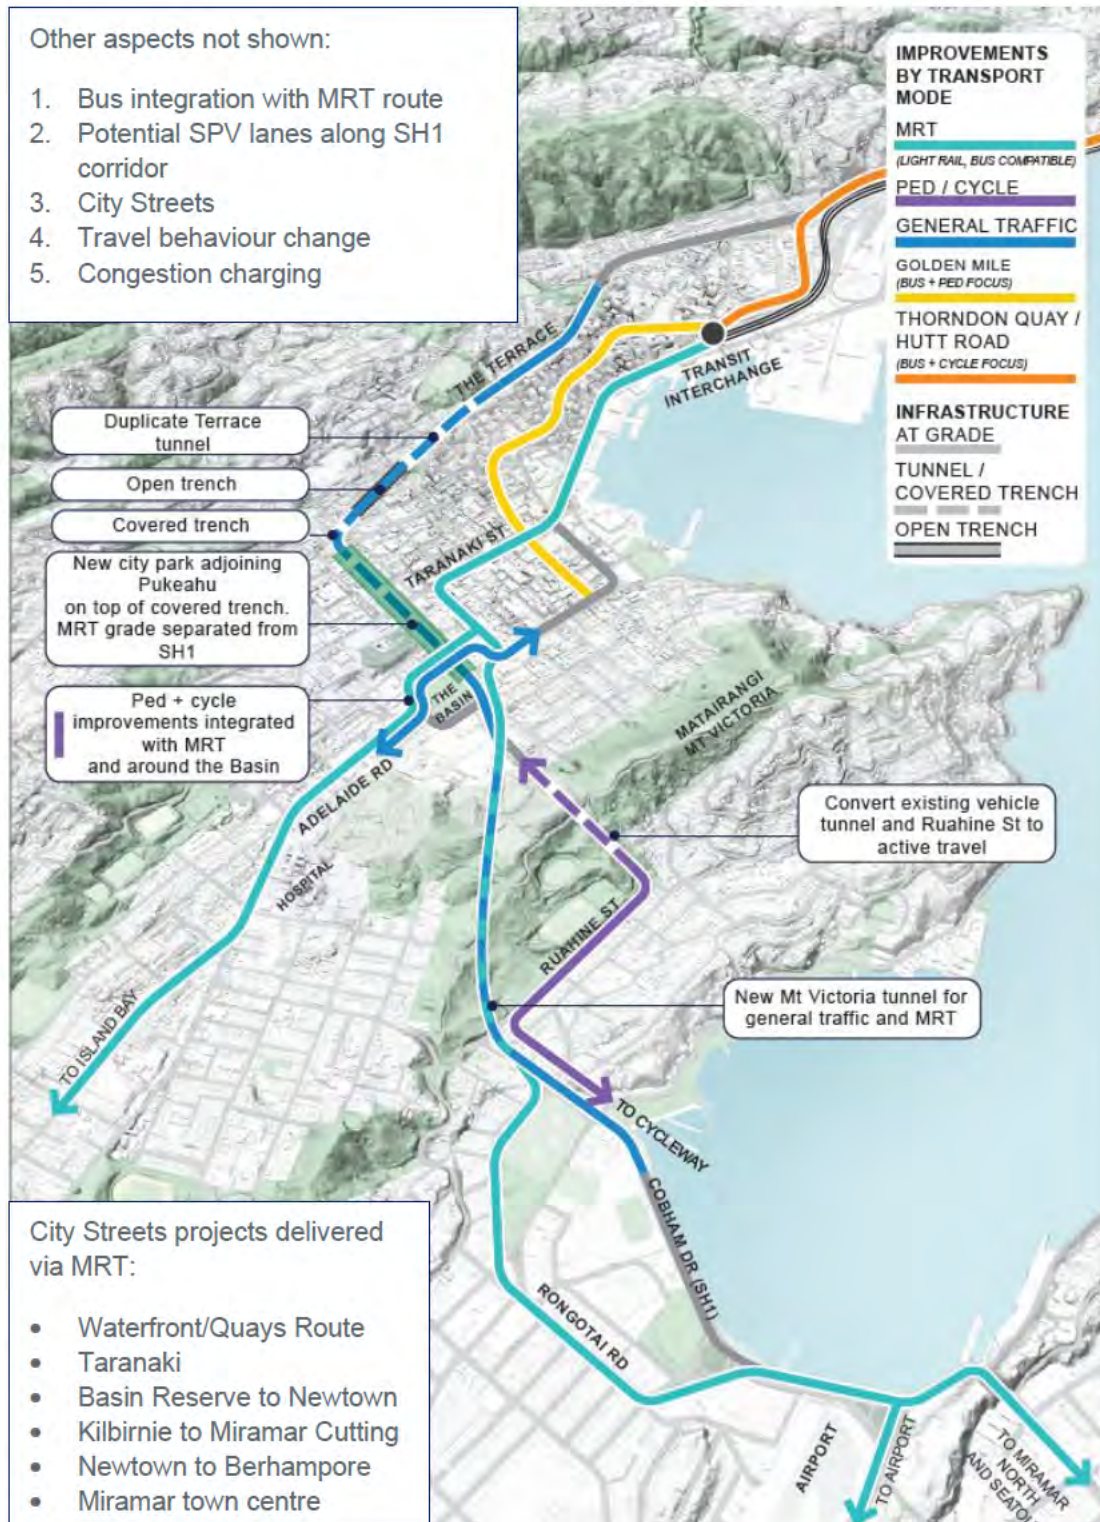 Other aspects not shown:
1. Bus integration with MRT route
2. Potential SPV lanes along SH1
corridor
3. City Streets
4. Travel behaviour change
5. Congestion charging
IMPROVEMENTS
BY TRANSPORT
MODE
MRT
(LIGHT RAIL, BUS COMPATIBLE)
PED / CYCLE
GENERAL TRAFFIC
GOLDEN MILE
(BUS + PED FOCUS)
THORNDON QUAY /
HUTT ROAD
(BUS + CYCLE FOCUS)
INFRASTRUCTURE
AT GRADE
TUNNEL /
COVERED TRENCH
OPEN TRENCH
THE TERRACE
TRANSIT
INTERCHANGE
Duplicate Terrace
tunnel
Open trench
Covered trench
New city park adjoining
Pukeahu
on top of covered trench.
MRT grade separated from
SH1
Ped + cycle
improvements integrated
with MRT
and around the Basin
TARANAKI ST
THE
BASIN
MATAIRANGI
MT VICTORIA
ADELAIDE RD
HOSPITAL
Convert existing vehicle
tunnel and Ruahine St to
active travel
RUAHINE ST
New Mt Victoria tunnel for
general traffic and MRT
TO ISLAND BAY
TO CYCLEWAY
COBHAM DR (SH1)
RONGOTAI RD
AIRPORT
TO AIRPORT
TO MIRAMAR
NORTH
AND SEATOU
City Streets projects delivered
via MRT:
• Waterfront/Quays Route
• Taranaki
• Basin Reserve to Newtown
• Kilbirnie to Miramar Cutting
• Newtown to Berhampore
• Miramar town centre